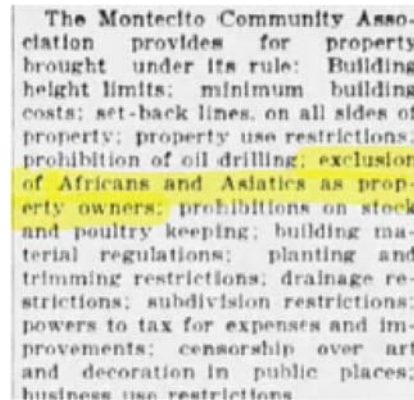 The Montecito Community Asso-
ciation provides for property
brought under its rule: Building
height limits; minimum building
costs; set-back lines, on all sides of
property; property use restrictions;
prohibition of oil drilling; exclusion
of Africans and Asiatics as prop-
erty owners; prohibitions on stock
and poultry keeping; building ma-
terial regulations; planting and
trimming restrictions; drainage re-
strictions; subdivision restrictions;
powers to tax for expenses and im-
provements; censorship over art
and decoration in public places;
business use restrictions